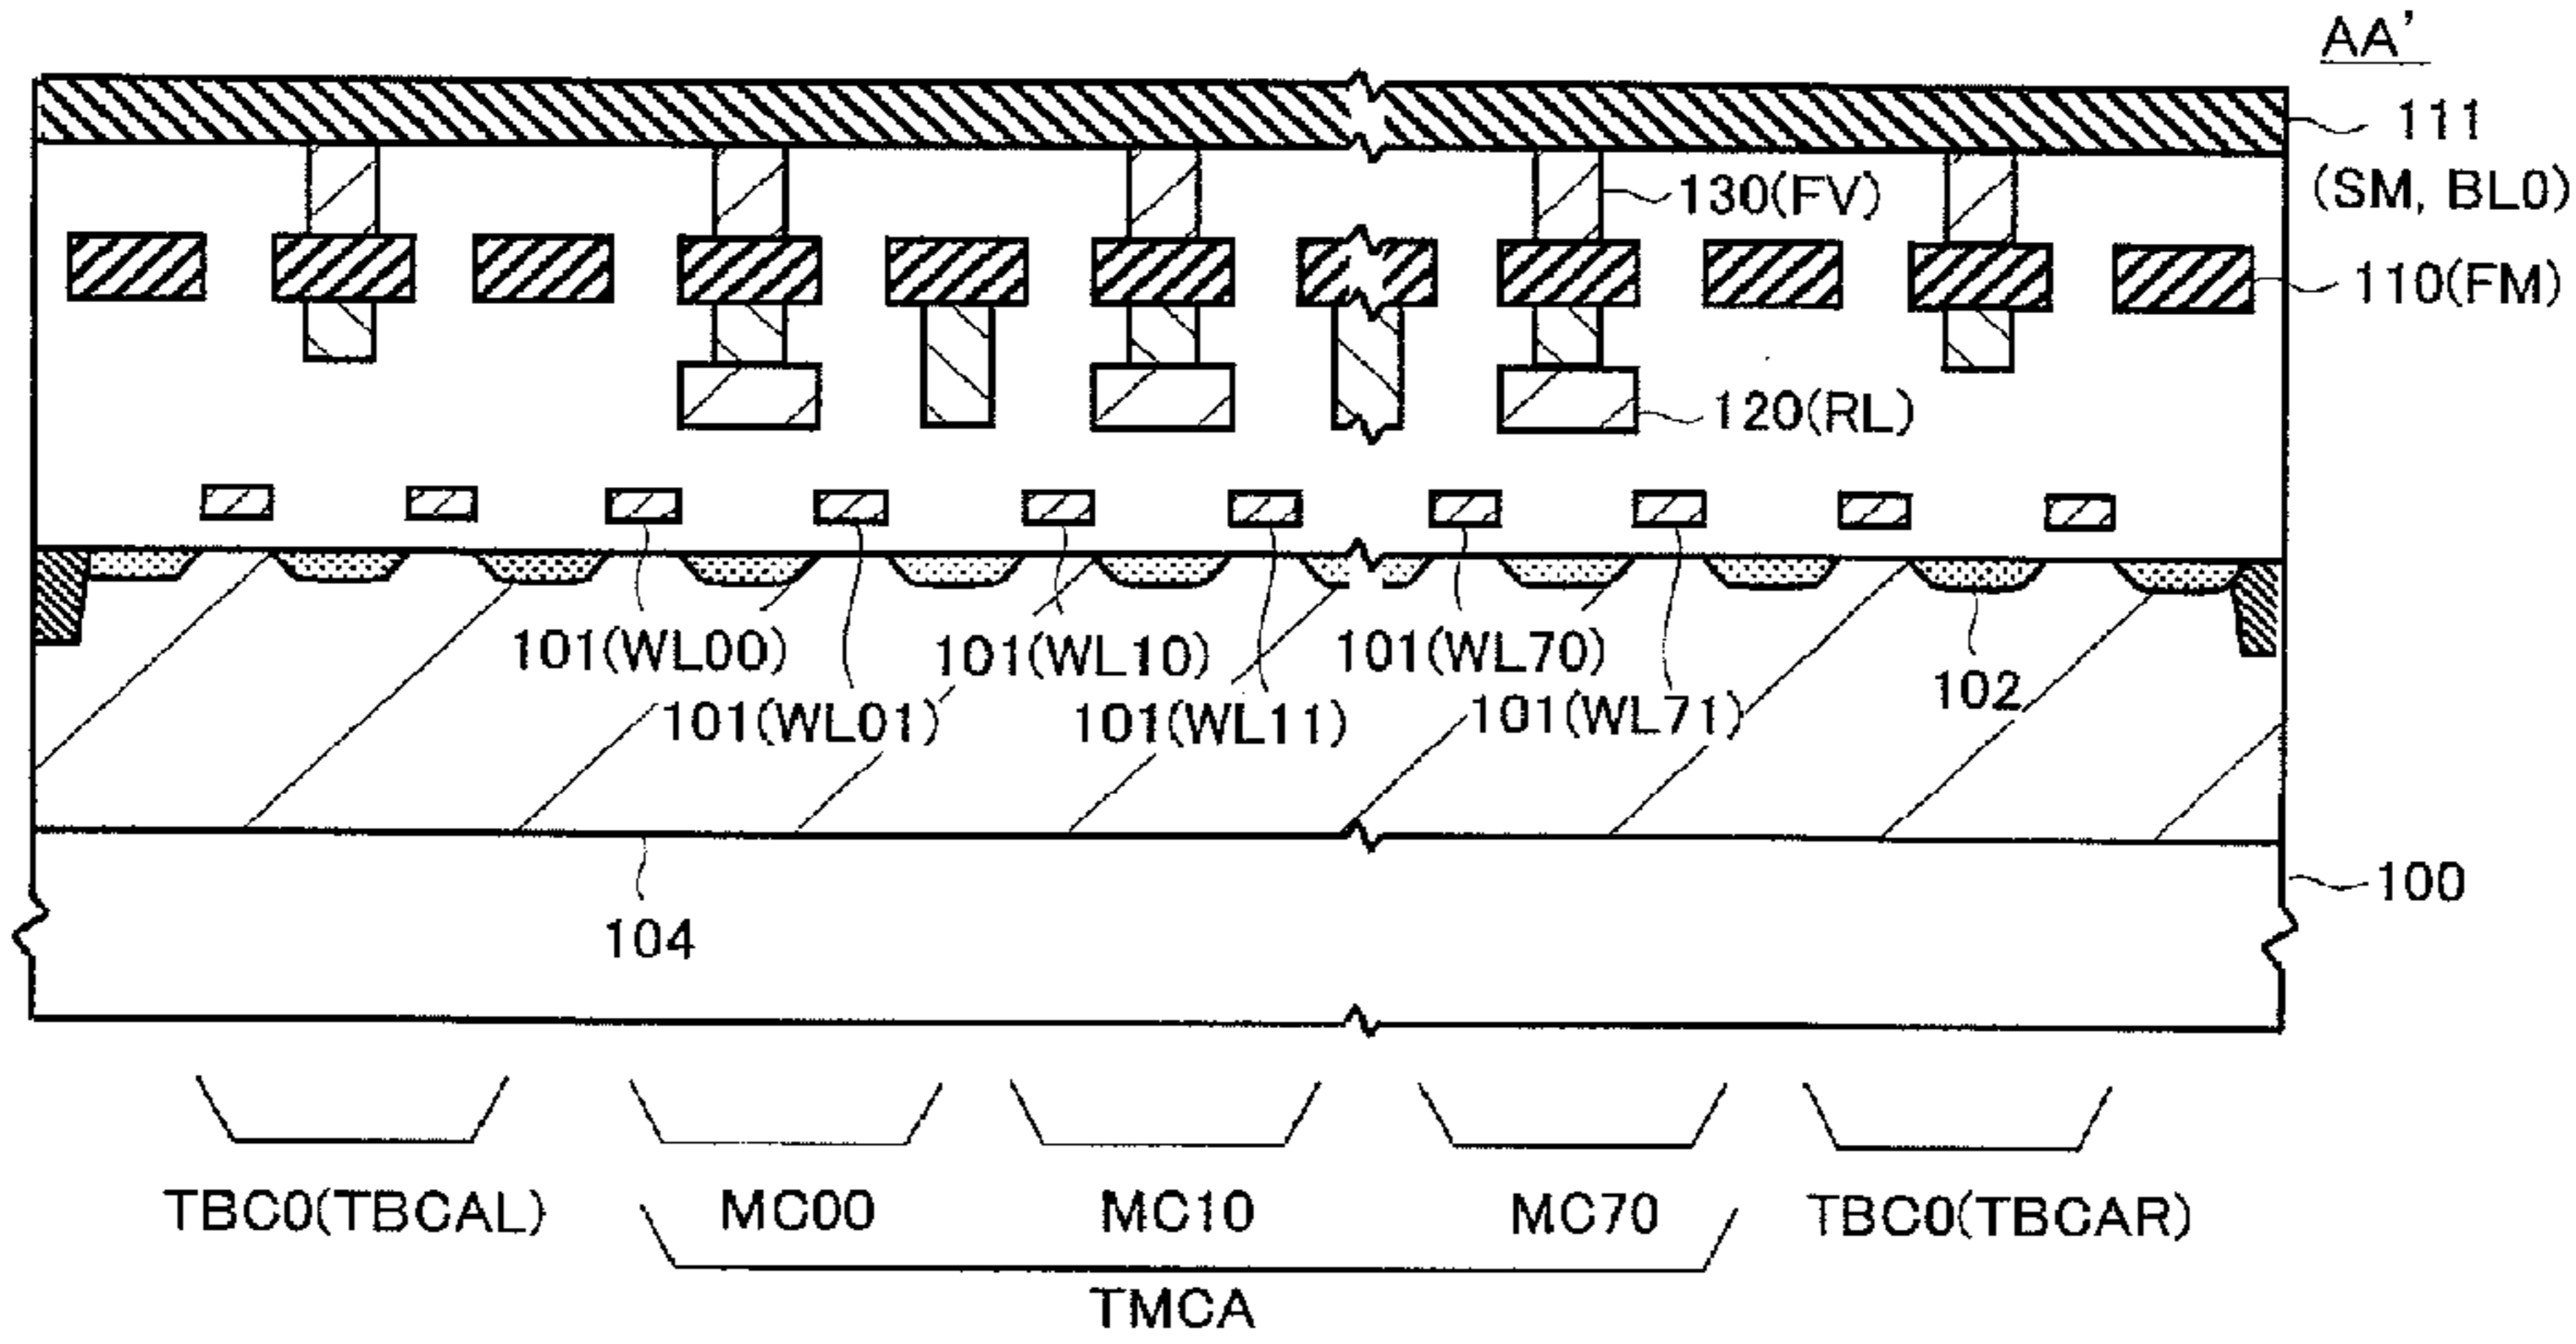 AA'
111
(SM, BL0)
130(FV)
110(FM)
120(RL)
101(WL00)
101(WL10)
101(WL70)
102
101(WL01)
101(WL11)
101(WL71)
100
104
TBC0(TBCAL)
MC00
MC10
MC70
TBC0(TBCAR)
TMCA